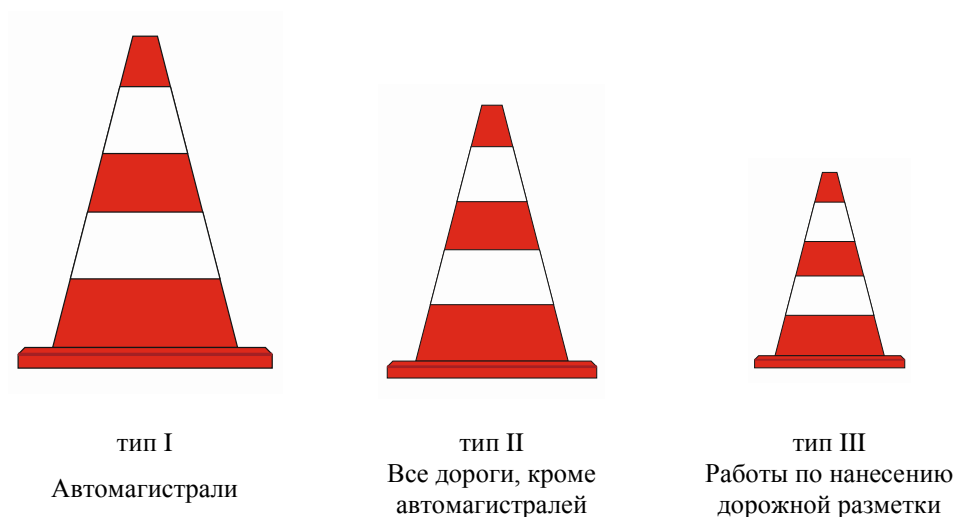 тип I
Автомагистрали
тип II
Все дороги, кроме
автомагистралей
тип III
Работы по нанесению
дорожной разметки